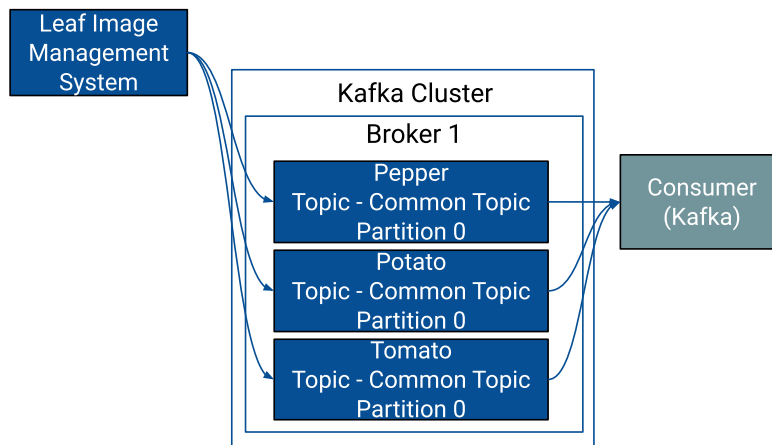 Leaf Image
Management
System
Kafka Cluster
Broker 1
Pepper
Topic - Common Topic
Partition 0
Potato
Topic - Common Topic
Partition 0
Tomato
Topic - Common Topic
Partition 0
Consumer
(Kafka)